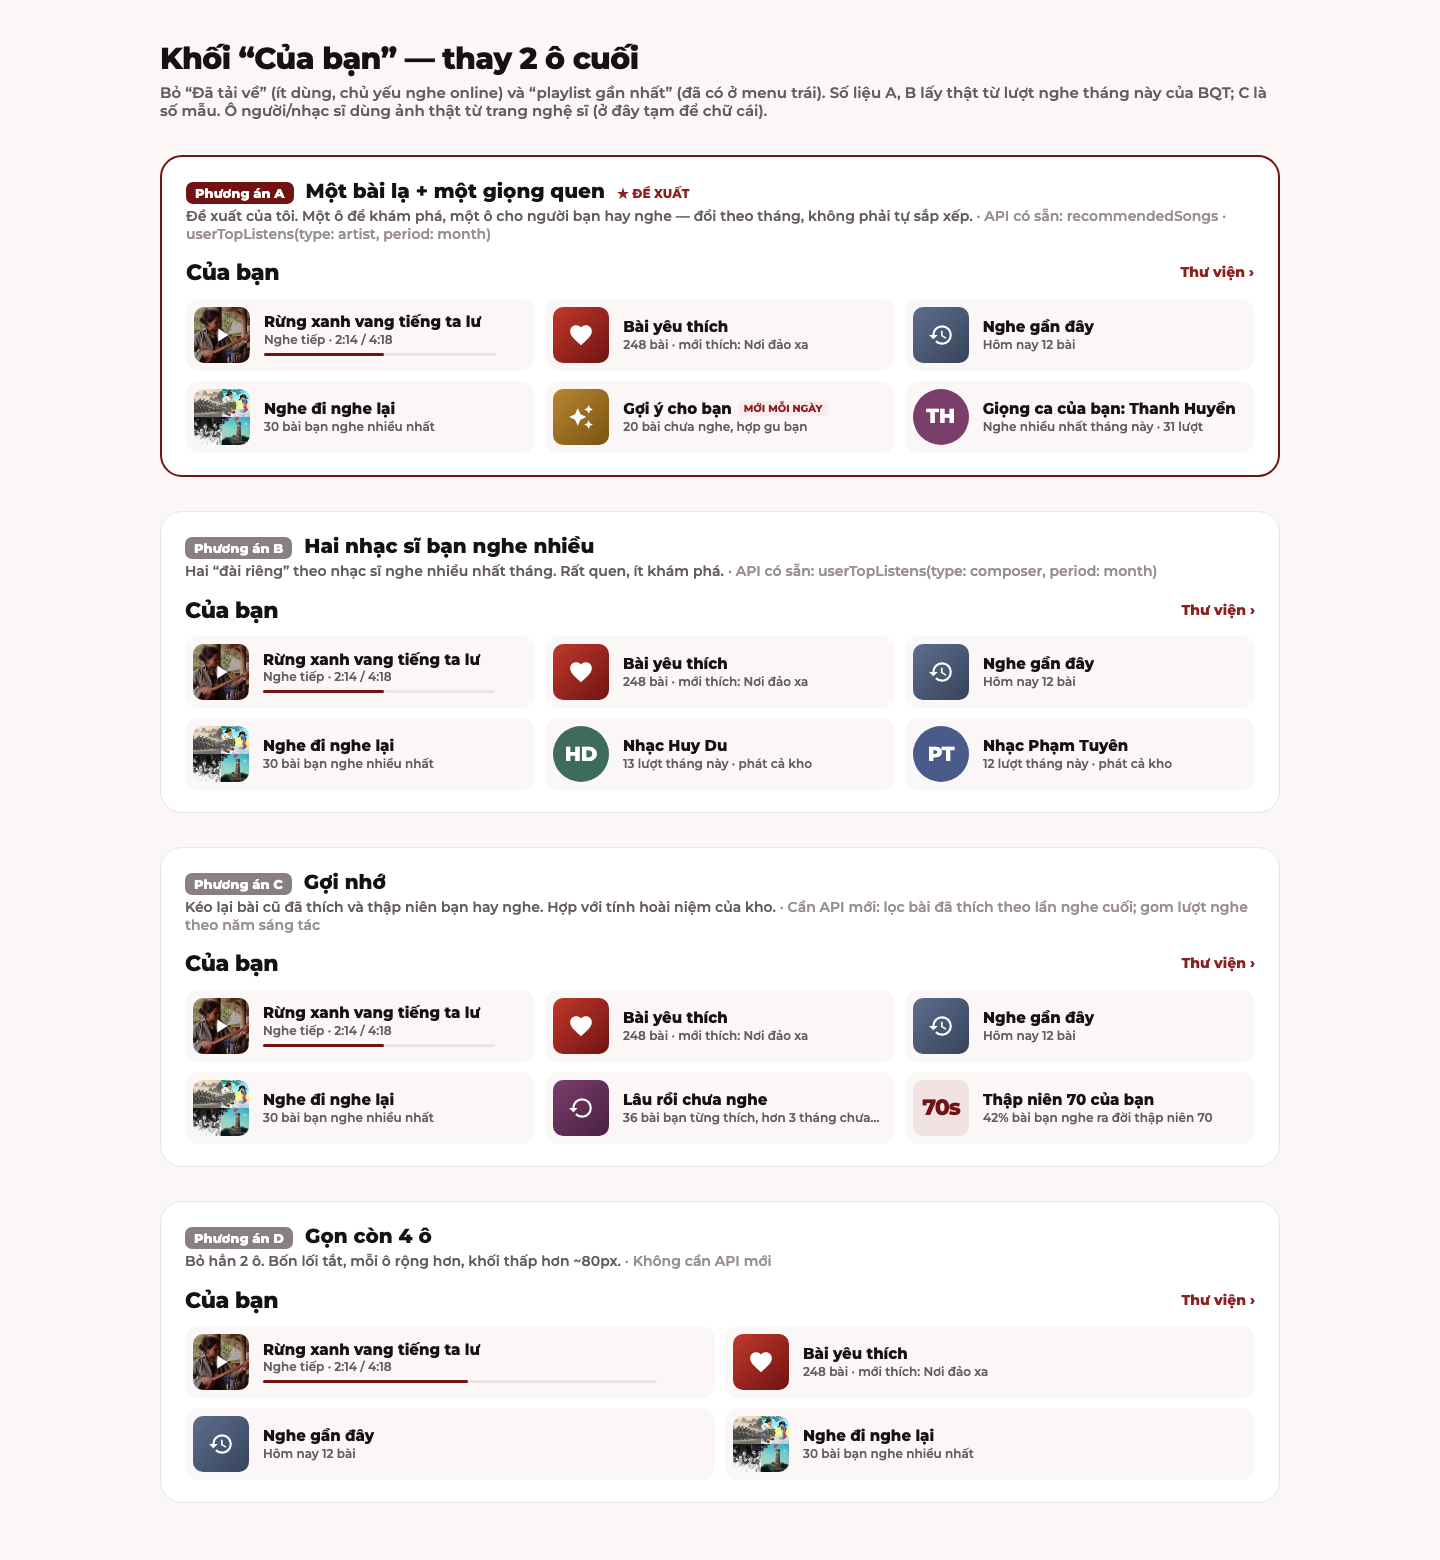 Khối “Của bạn” — thay 2 ô cuối
Bỏ “Đã tải về” (ít dùng, chủ yếu nghe online) và “playlist gần nhất” (đã có ở menu trái). Số liệu A, B lấy thật từ lượt nghe tháng này của BQT; C là
số mẫu. Ô người/nhạc sĩ dùng ảnh thật từ trang nghệ sĩ (ở đây tạm để chữ cái).
Phương án A Một bài lạ + một giọng quen ★ ĐỀ XUẤT
Đề xuất của tôi. Một ô để khám phá, một ô cho người bạn hay nghe — đổi theo tháng, không phải tự sắp xếp. · API có sẵn: recommendedSongs ·
userTopListens(type: artist, period: month)
Của bạn Thư viện ›
Rừng xanh vang tiếng ta lư
Nghe tiếp · 2:14 / 4:18
Bài yêu thích
248 bài · mới thích: Nơi đảo xa
Nghe gần đây
Hôm nay 12 bài
Nghe đi nghe lại
30 bài bạn nghe nhiều nhất
Gợi ý cho bạn MỚI MỖI NGÀY
20 bài chưa nghe, hợp gu bạn
TH
Giọng ca của bạn: Thanh Huyền
Nghe nhiều nhất tháng này · 31 lượt
Phương án B Hai nhạc sĩ bạn nghe nhiều
Hai “đài riêng” theo nhạc sĩ nghe nhiều nhất tháng. Rất quen, ít khám phá. · API có sẵn: userTopListens(type: composer, period: month)
Của bạn Thư viện ›
Rừng xanh vang tiếng ta lư
Nghe tiếp · 2:14 / 4:18
Bài yêu thích
248 bài · mới thích: Nơi đảo xa
Nghe gần đây
Hôm nay 12 bài
Nghe đi nghe lại
30 bài bạn nghe nhiều nhất
HD
Nhạc Huy Du
13 lượt tháng này · phát cả kho
PT
Nhạc Phạm Tuyên
12 lượt tháng này · phát cả kho
Phương án C Gợi nhớ
Kéo lại bài cũ đã thích và thập niên bạn hay nghe. Hợp với tính hoài niệm của kho. · Cần API mới: lọc bài đã thích theo lần nghe cuối; gom lượt nghe
theo năm sáng tác
Của bạn Thư viện ›
Rừng xanh vang tiếng ta lư
Nghe tiếp · 2:14 / 4:18
Bài yêu thích
248 bài · mới thích: Nơi đảo xa
Nghe gần đây
Hôm nay 12 bài
Nghe đi nghe lại
30 bài bạn nghe nhiều nhất
Lâu rồi chưa nghe
36 bài bạn từng thích, hơn 3 tháng chưa...
70s
Thập niên 70 của bạn
42% bài bạn nghe ra đời thập niên 70
Phương án D Gọn còn 4 ô
Bỏ hẳn 2 ô. Bốn lối tắt, mỗi ô rộng hơn, khối thấp hơn ~80px. · Không cần API mới
Của bạn Thư viện ›
Rừng xanh vang tiếng ta lư
Nghe tiếp · 2:14 / 4:18
Bài yêu thích
248 bài · mới thích: Nơi đảo xa
Nghe gần đây
Hôm nay 12 bài
Nghe đi nghe lại
30 bài bạn nghe nhiều nhất